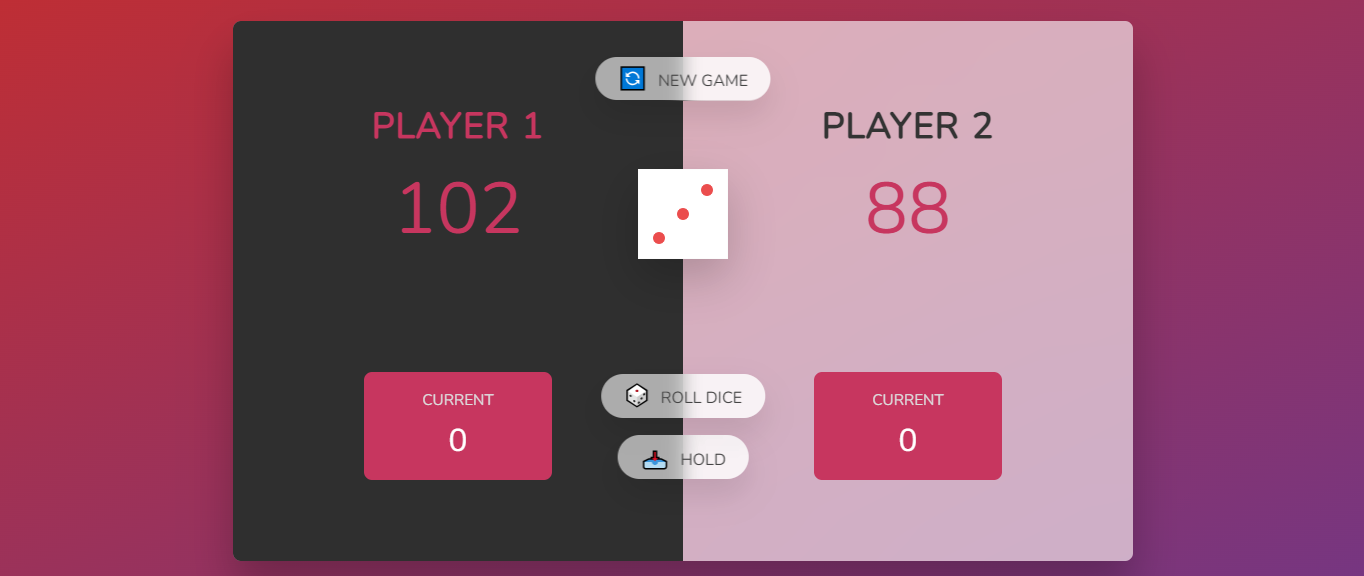 NEW GAME
PLAYER 1
102
PLAYER 2
88
CURRENT
0
ROLL DICE
HOLD
CURRENT
0